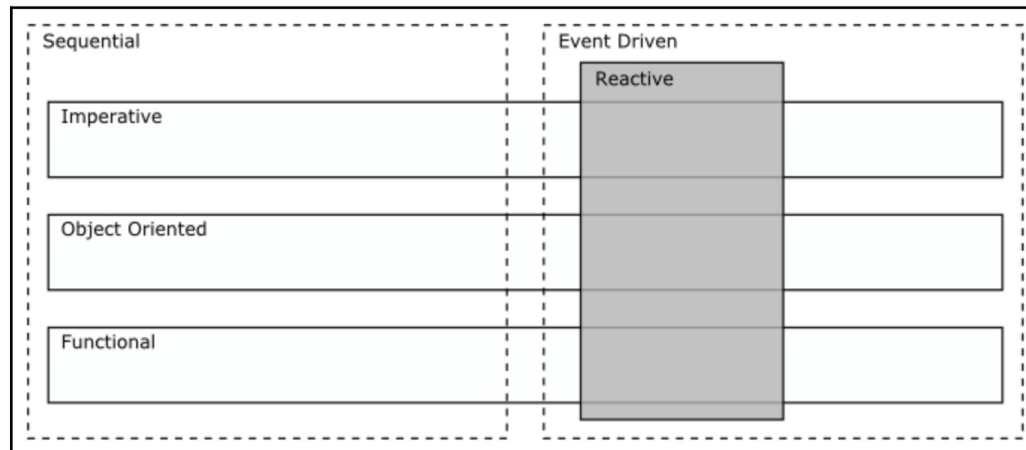 Sequential
Event Driven
Reactive
Imperative
Object Oriented
Functional